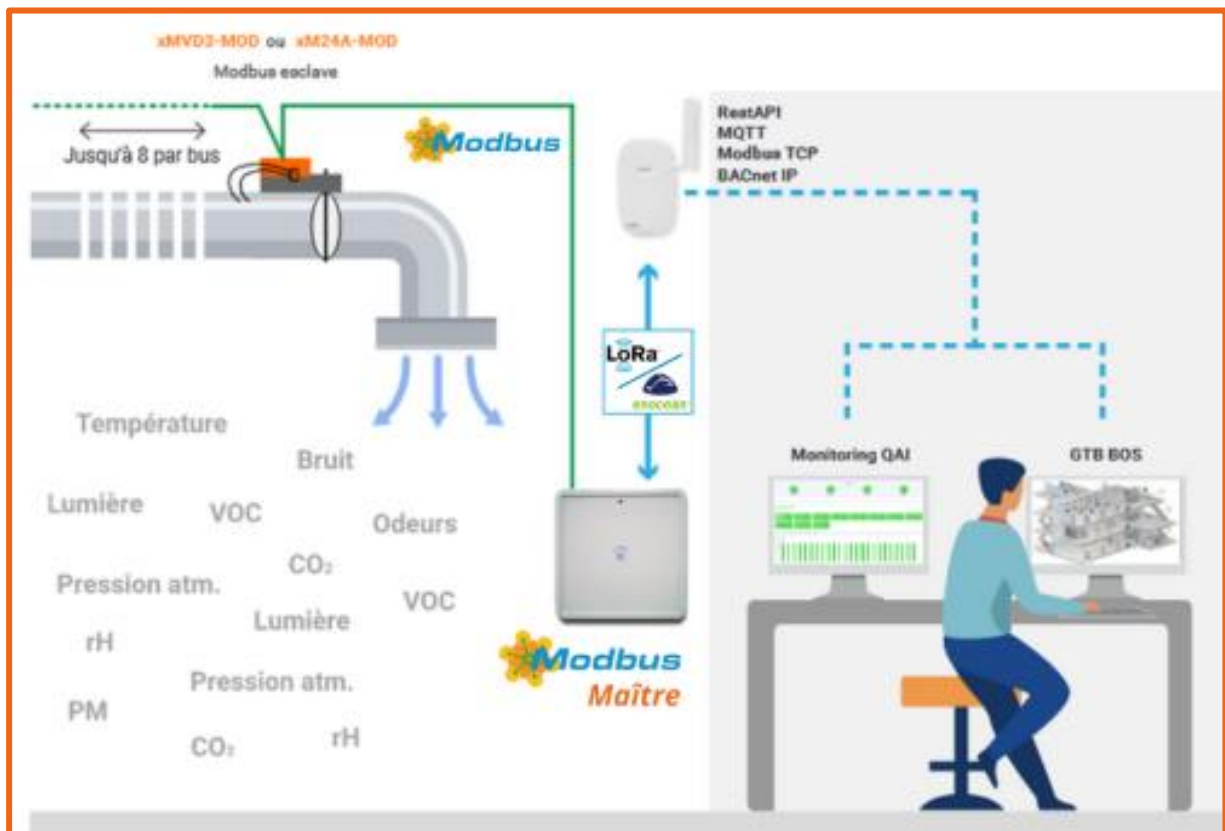 xMVD3-MOD ou xM24A-MOD
Modbus esclave
Jusqu'à 8 par bus
Modbus
RestAPI
MQTT
Modbus TCP
BACnet IP
LoRa
enocean
Température
Bruit
Lumière
VOC
Odeurs
CO₂
Pression atm.
VOC
Lumière
rH
Pression atm.
PM
CO₂
rH
Modbus
Maître
Monitoring QAI
GTB BOS